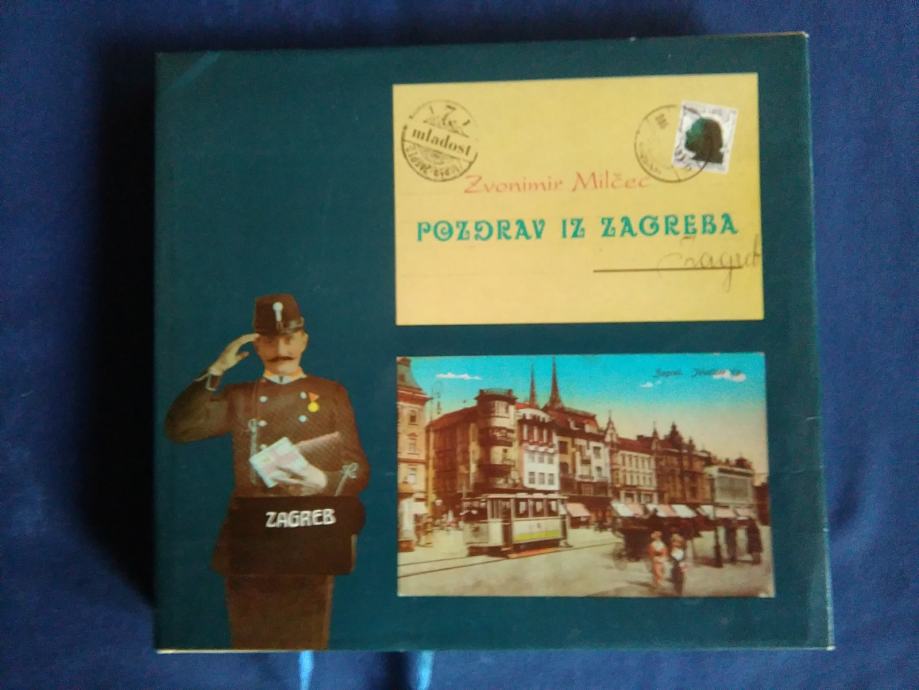 mladost
Zvonimir Milčec
POZDRAV IZ ZAGREBA
Zagreb
ZAGREB